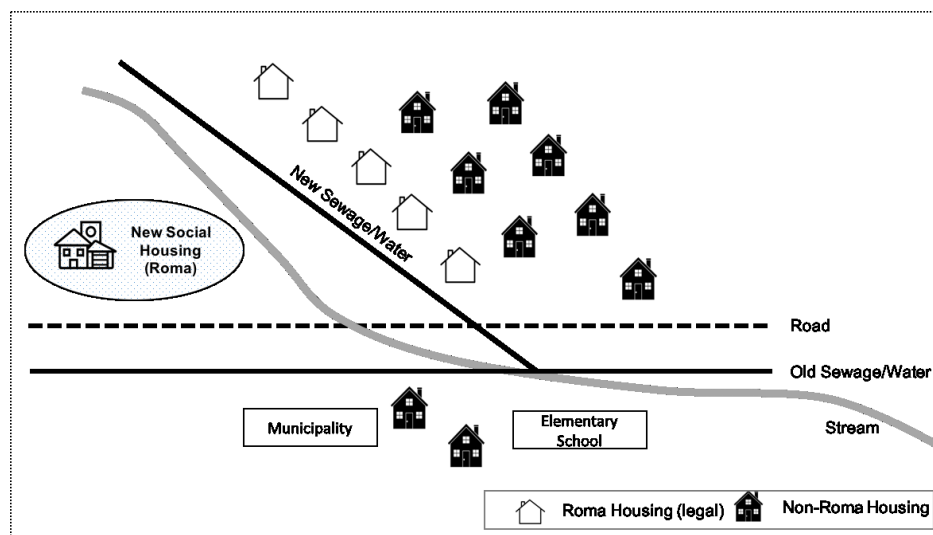 New Sewage/Water
New Social
Housing
(Roma)
Road
Old Sewage/Water
Municipality
Elementary
School
Stream
Roma Housing (legal)
Non-Roma Housing